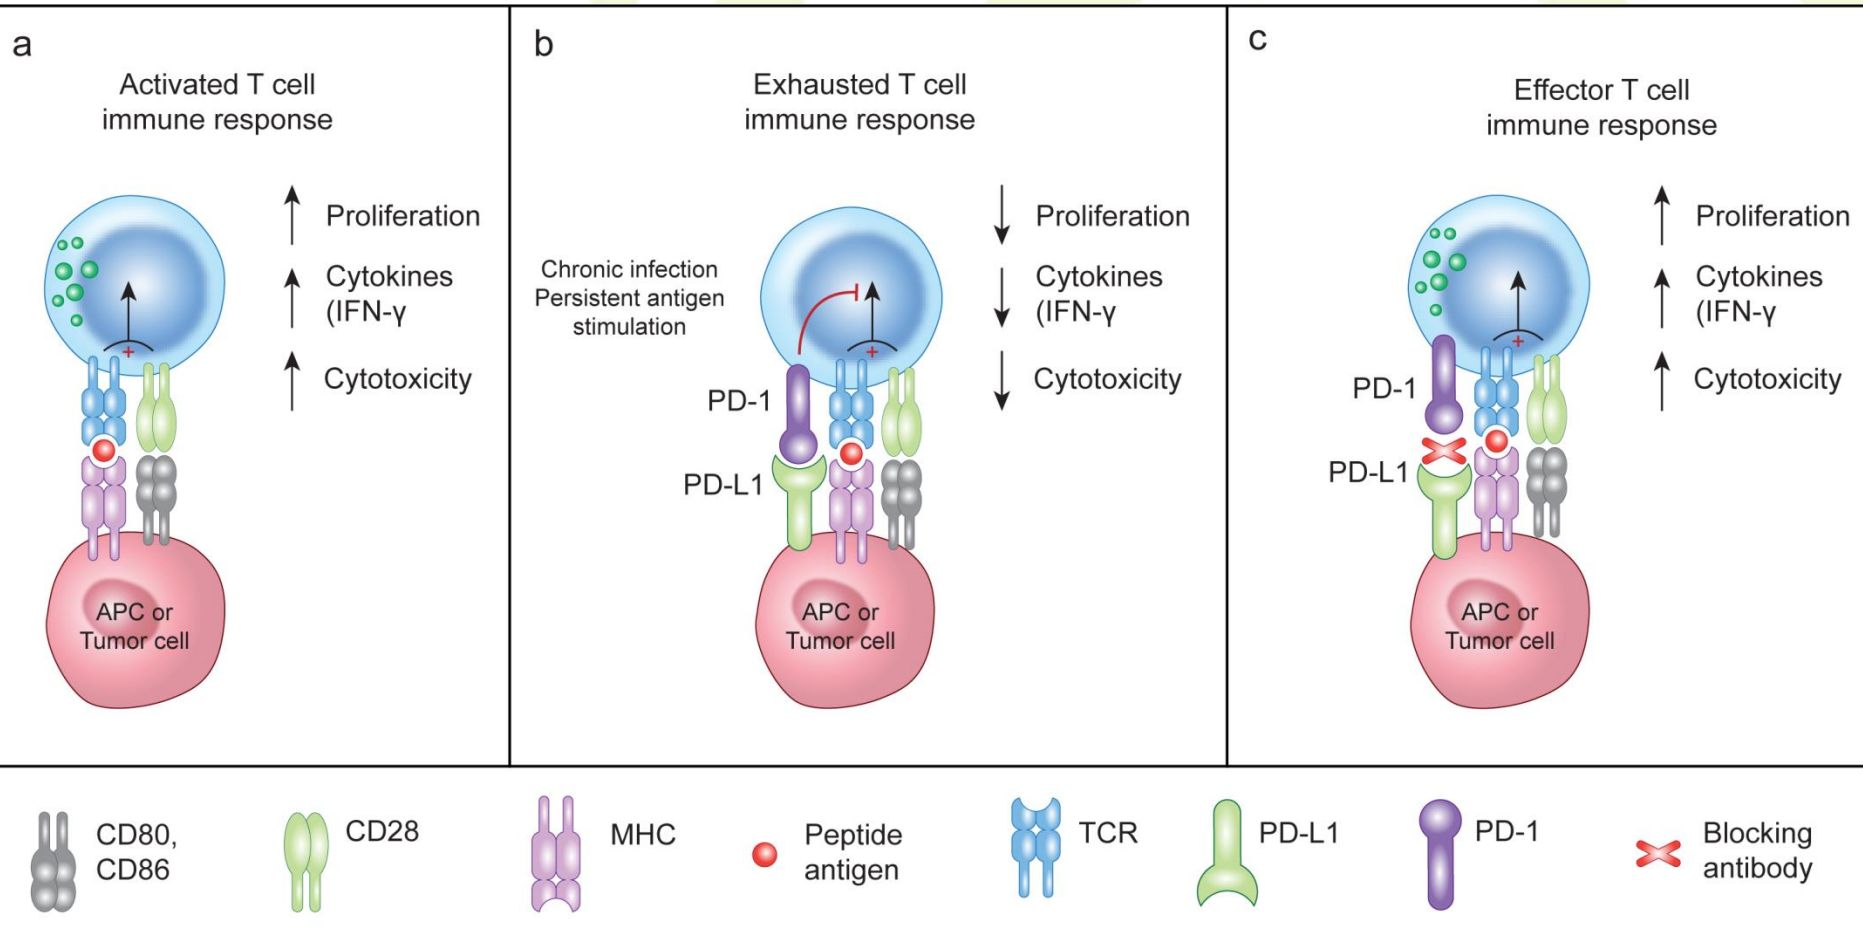 a
Activated T cell
immune response
Proliferation
Cytokines
(IFN-γ
Cytotoxicity
+
APC or
Tumor cell
b
Exhausted T cell
immune response
Chronic infection
Persistent antigen
stimulation
Proliferation
Cytokines
(IFN-γ
Cytotoxicity
+
PD-1
PD-L1
APC or
Tumor cell
c
Effector T cell
immune response
Proliferation
Cytokines
(IFN-γ
Cytotoxicity
+
PD-1
PD-L1
APC or
Tumor cell
CD80,
CD86
CD28
MHC
Peptide
antigen
TCR
PD-L1
PD-1
Blocking
antibody